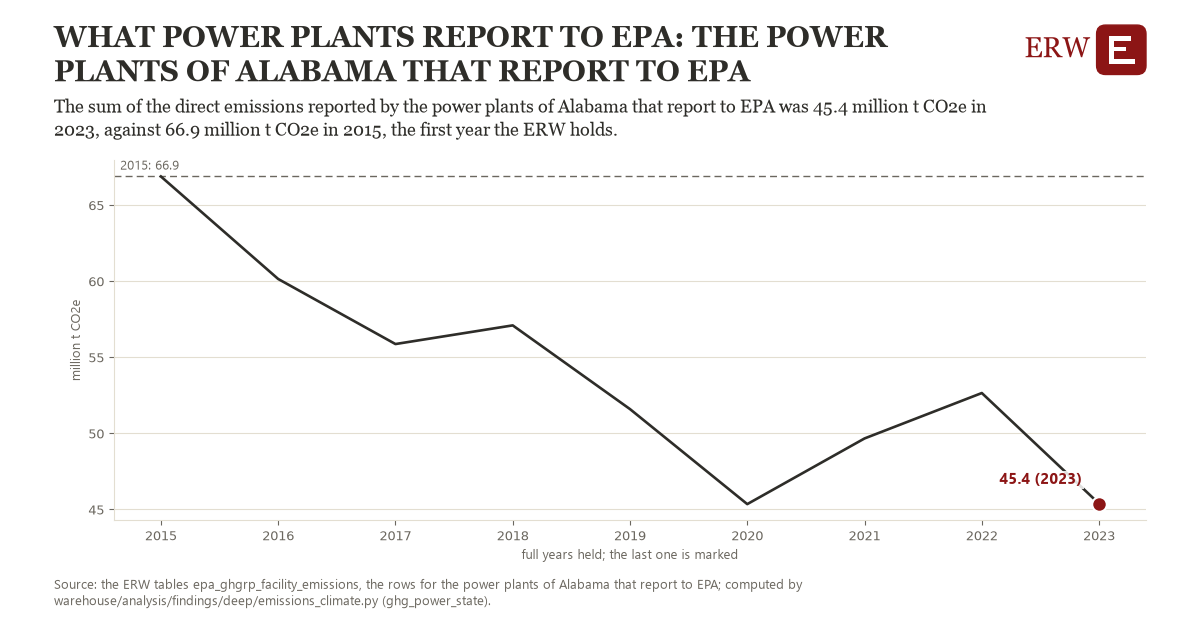 WHAT POWER PLANTS REPORT TO EPA: THE POWER
PLANTS OF ALABAMA THAT REPORT TO EPA
ERW E
The sum of the direct emissions reported by the power plants of Alabama that report to EPA was 45.4 million t CO2e in
2023, against 66.9 million t CO2e in 2015, the first year the ERW holds.
2015: 66.9
65
60
55
50
45
million t CO2e
45.4 (2023)
2015 2016 2017 2018 2019 2020 2021 2022 2023
full years held; the last one is marked
Source: the ERW tables epa_ghgrp_facility_emissions, the rows for the power plants of Alabama that report to EPA; computed by
warehouse/analysis/findings/deep/emissions_climate.py (ghg_power_state).